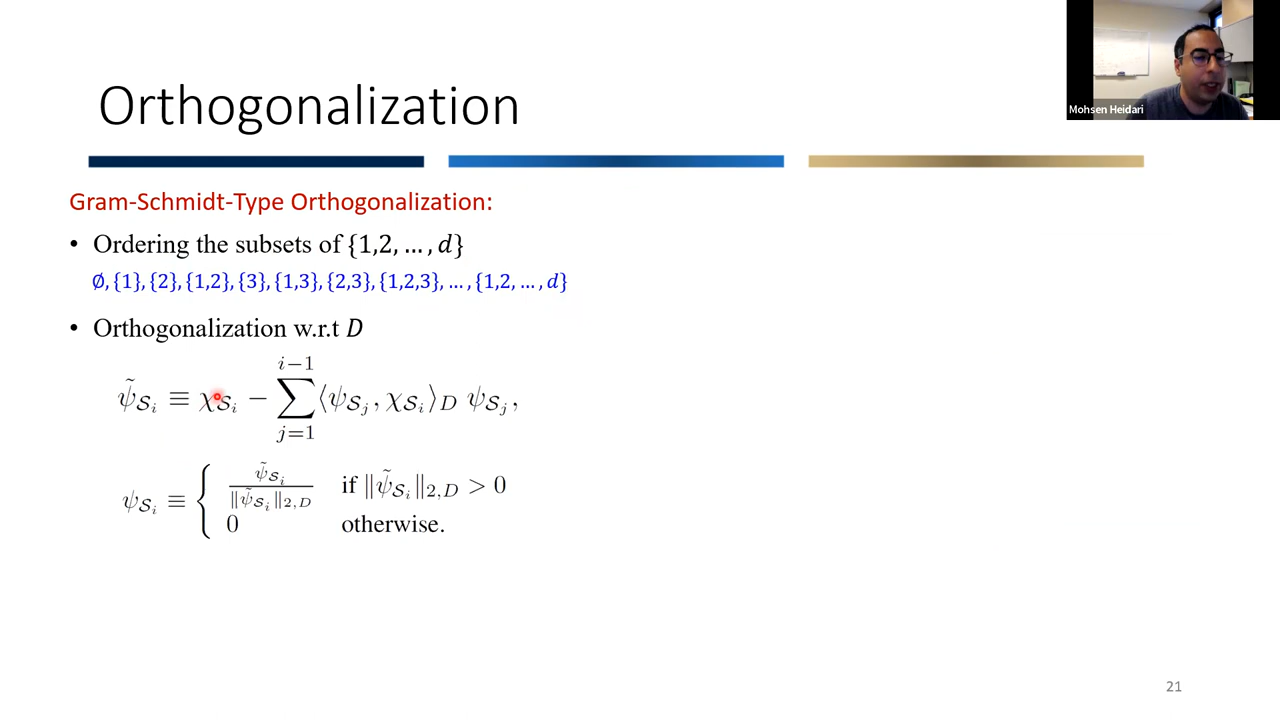 Mohsen Heidari
Orthogonalization
Gram-Schmidt-Type Orthogonalization:
• Ordering the subsets of {1,2, … , d}
∅, {1}, {2}, {1,2}, {3}, {1,3}, {2,3}, {1,2,3}, … , {1,2, … , d}
• Orthogonalization w.r.t D
ψ̃_{𝒮_i} ≡ χ_{𝒮_i} − ∑_{j=1}^{i−1} ⟨ψ_{𝒮_j}, χ_{𝒮_i}⟩_D ψ_{𝒮_j},
ψ_{𝒮_i} ≡ { ψ̃_{𝒮_i} / ‖ψ̃_{𝒮_i}‖_{2,D} if ‖ψ̃_{𝒮_i}‖_{2,D} > 0
0 otherwise.
21